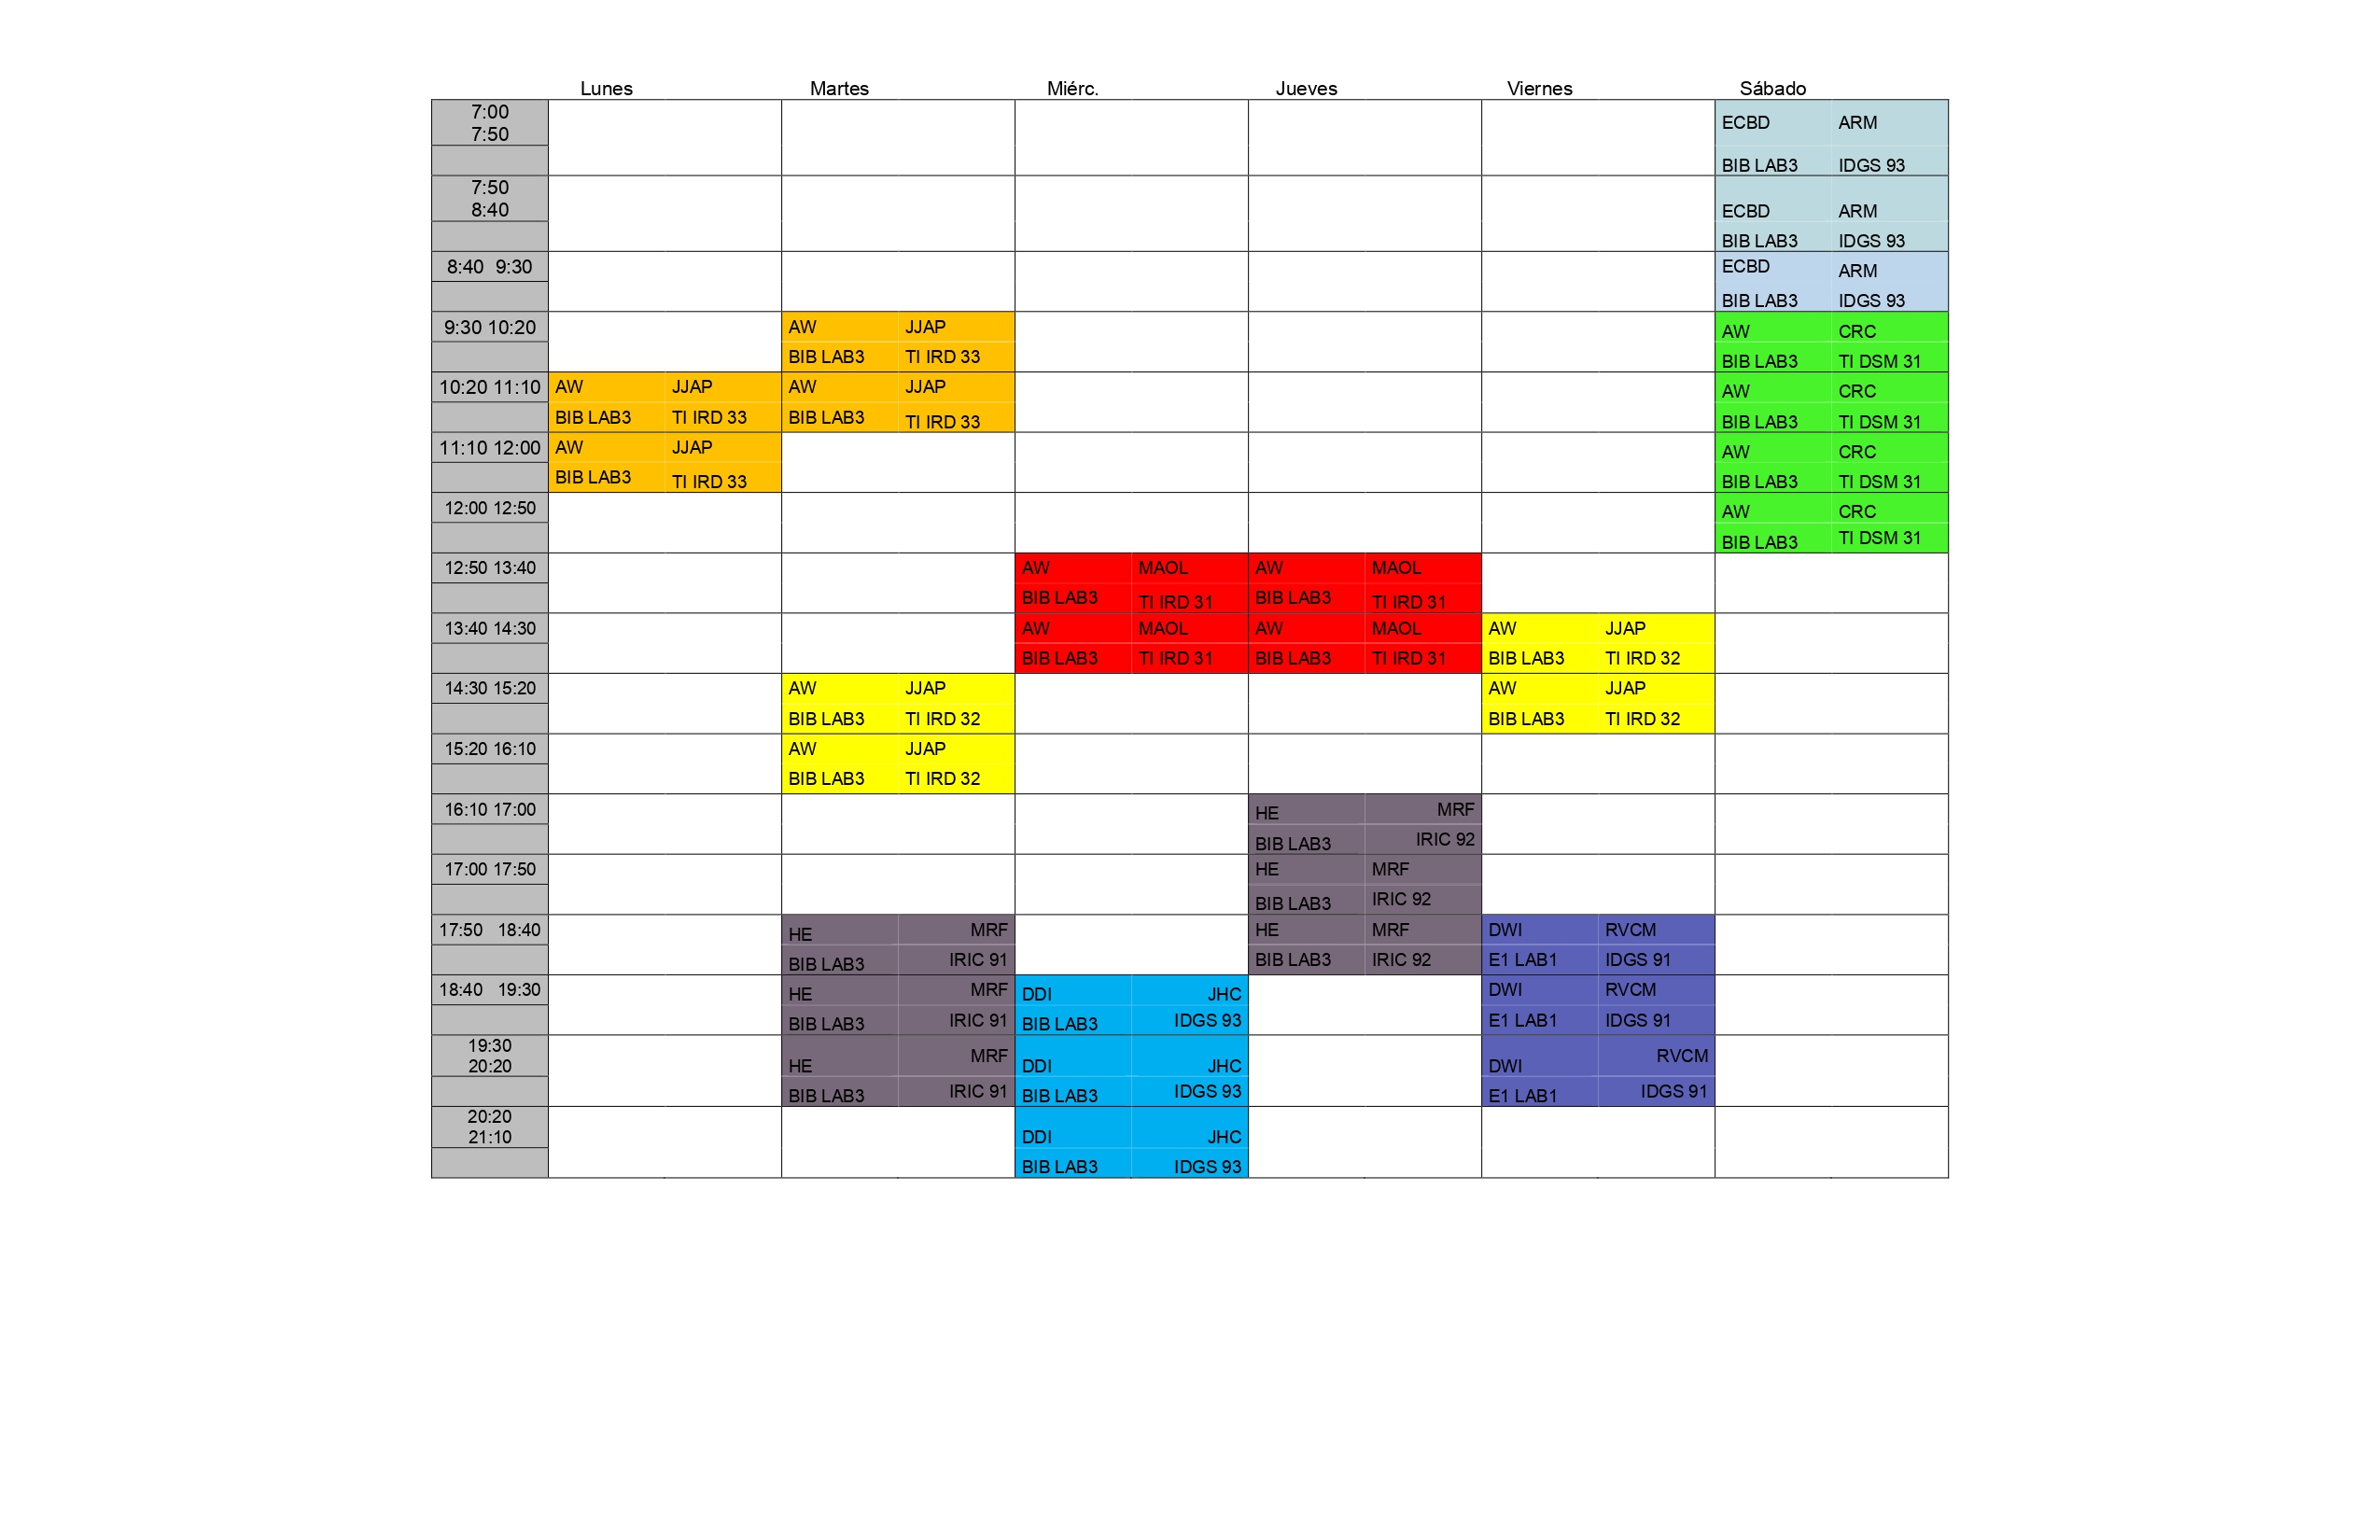 Lunes Martes Miérc. Jueves Viernes Sábado
7:00
7:50
ECBD ARM
BIB LAB3 IDGS 93
7:50
8:40
ECBD ARM
BIB LAB3 IDGS 93
8:40 9:30 ECBD ARM
BIB LAB3 IDGS 93
9:30 10:20 AW JJAP AW CRC
BIB LAB3 TI IRD 33 BIB LAB3 TI DSM 31
10:20 11:10 AW JJAP AW JJAP AW CRC
BIB LAB3 TI IRD 33 BIB LAB3 TI IRD 33 BIB LAB3 TI DSM 31
11:10 12:00 AW JJAP AW CRC
BIB LAB3 TI IRD 33 BIB LAB3 TI DSM 31
12:00 12:50 AW CRC
BIB LAB3 TI DSM 31
12:50 13:40 AW MAOL AW MAOL
BIB LAB3 TI IRD 31 BIB LAB3 TI IRD 31
13:40 14:30 AW MAOL AW MAOL AW JJAP
BIB LAB3 TI IRD 31 BIB LAB3 TI IRD 31 BIB LAB3 TI IRD 32
14:30 15:20 AW JJAP AW JJAP
BIB LAB3 TI IRD 32 BIB LAB3 TI IRD 32
15:20 16:10 AW JJAP
BIB LAB3 TI IRD 32
16:10 17:00 HE MRF
BIB LAB3 IRIC 92
17:00 17:50 HE MRF
BIB LAB3 IRIC 92
17:50 18:40 HE MRF HE MRF DWI RVCM
BIB LAB3 IRIC 91 BIB LAB3 IRIC 92 E1 LAB1 IDGS 91
18:40 19:30 HE MRF DDI JHC DWI RVCM
BIB LAB3 IRIC 91 BIB LAB3 IDGS 93 E1 LAB1 IDGS 91
19:30
20:20
HE MRF DDI JHC DWI RVCM
BIB LAB3 IRIC 91 BIB LAB3 IDGS 93 E1 LAB1 IDGS 91
20:20
21:10
DDI JHC
BIB LAB3 IDGS 93